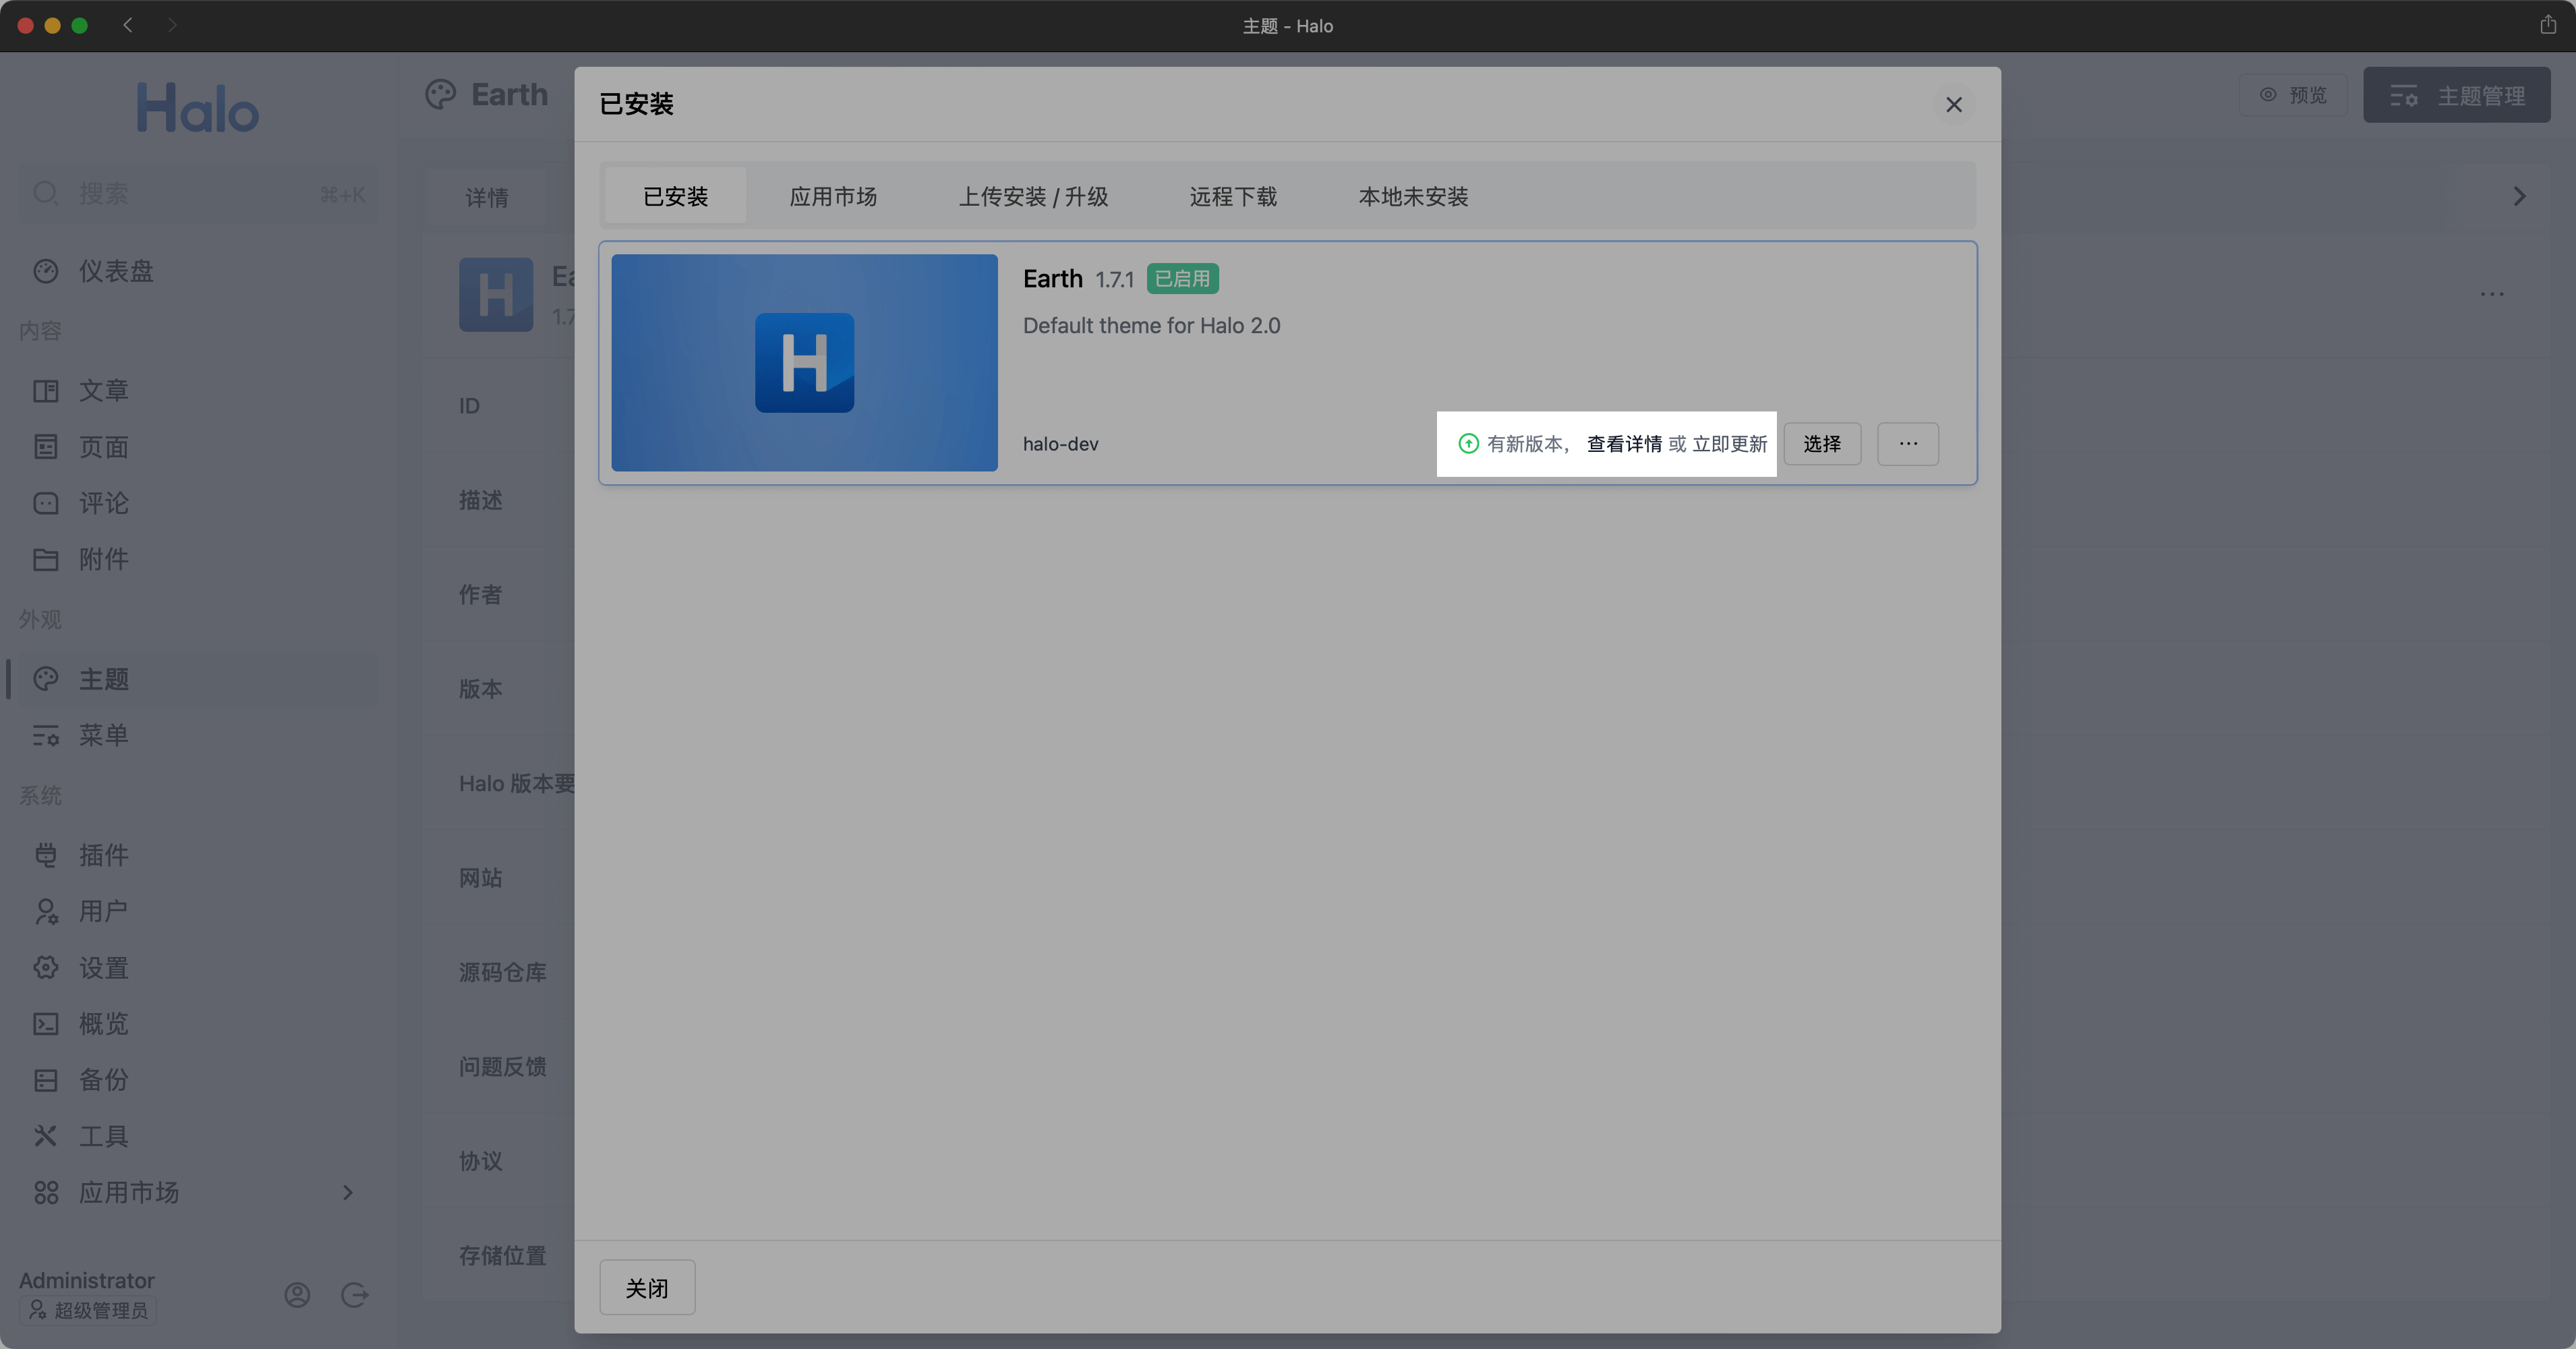 主题 - Halo
Halo
搜索 ⌘+K
仪表盘
内容
文章
页面
评论
附件
外观
主题
菜单
系统
插件
用户
设置
概览
备份
工具
应用市场
Administrator
超级管理员
Earth
预览
主题管理
详情
Ea
1.7
ID
描述
作者
版本
Halo 版本要
网站
源码仓库
问题反馈
协议
存储位置
已安装
已安装 应用市场 上传安装 / 升级 远程下载 本地未安装
H
Earth 1.7.1 已启用
Default theme for Halo 2.0
halo-dev
有新版本， 查看详情 或 立即更新 选择
关闭